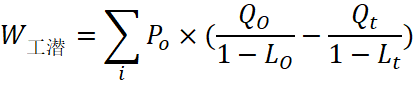 W工潜 = ∑i Po × (QO/(1 − LO) − Qt/(1 − Lt))